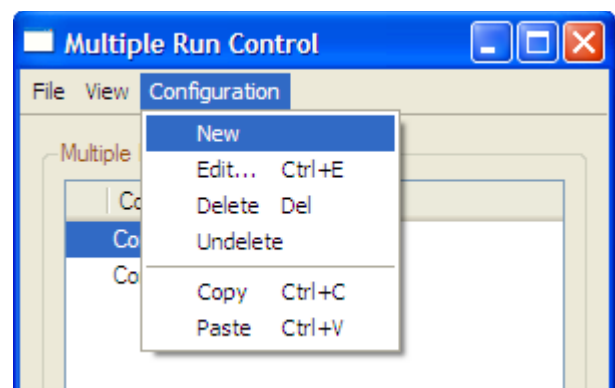 Multiple Run Control
File View Configuration
New
Multiple
Edit... Ctrl+E
Delete Del
Undelete
Copy Ctrl+C
Paste Ctrl+V